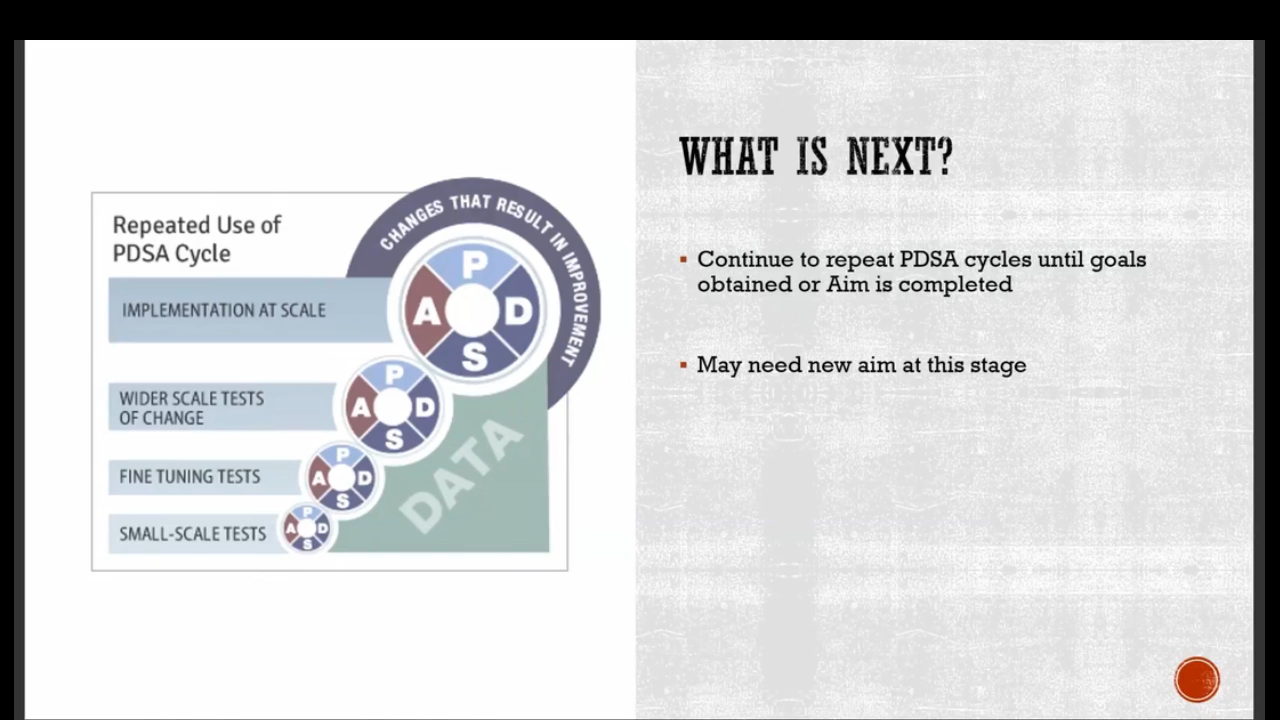 Repeated Use of
PDSA Cycle
CHANGES THAT RESULT IN IMPROVEMENT
IMPLEMENTATION AT SCALE
P
A D
S
WIDER SCALE TESTS
OF CHANGE
P
A D
S
FINE TUNING TESTS
P
A D
S
SMALL-SCALE TESTS
P
A D
S
DATA
WHAT IS NEXT?
▪ Continue to repeat PDSA cycles until goals
obtained or Aim is completed
▪ May need new aim at this stage